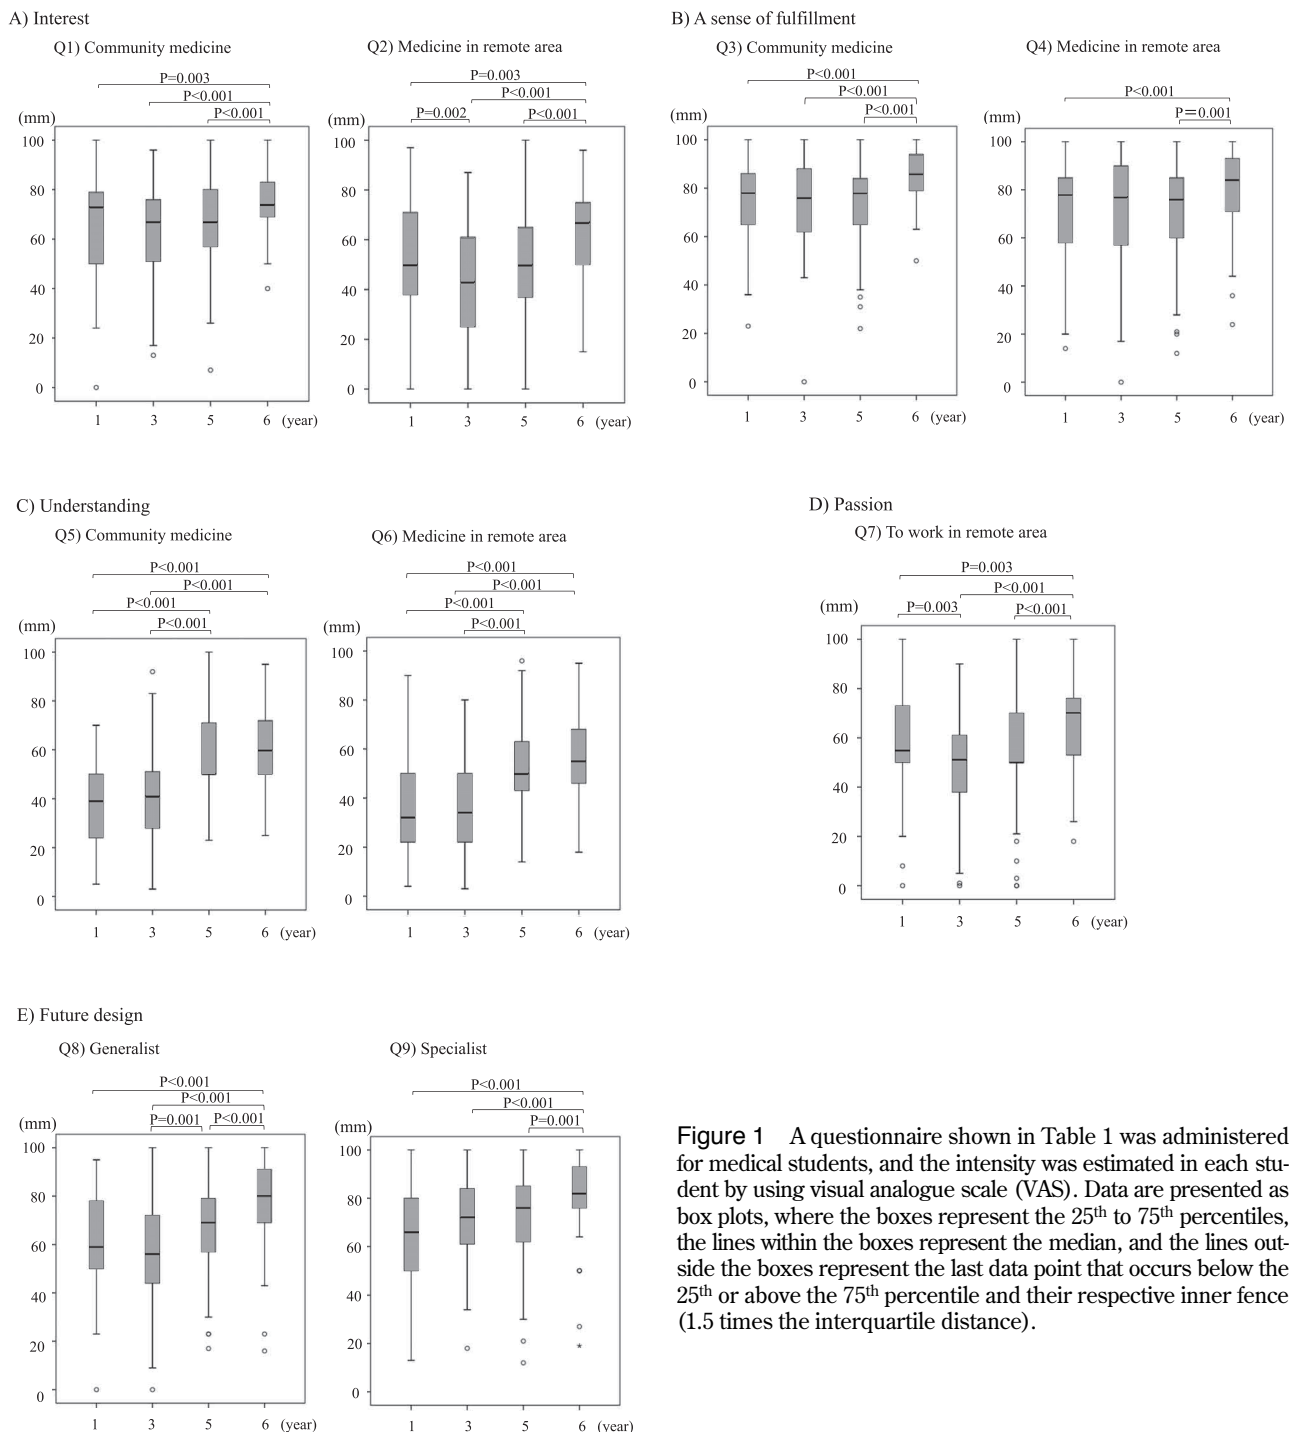 A) Interest
Q1) Community medicine
P=0.003
P<0.001
P<0.001
(mm)
100
80
60
40
20
0
1 3 5 6 (year)
Q2) Medicine in remote area
P=0.003
P<0.001
P=0.002 P<0.001
(mm)
100
80
60
40
20
0
1 3 5 6 (year)
B) A sense of fulfillment
Q3) Community medicine
P<0.001
P<0.001
P<0.001
(mm)
100
80
60
40
20
0
1 3 5 6 (year)
Q4) Medicine in remote area
P<0.001
P=0.001
(mm)
100
80
60
40
20
0
1 3 5 6 (year)
C) Understanding
Q5) Community medicine
P<0.001
P<0.001
P<0.001
P<0.001
(mm)
100
80
60
40
20
0
1 3 5 6 (year)
Q6) Medicine in remote area
P<0.001
P<0.001
P<0.001
P<0.001
(mm)
100
80
60
40
20
0
1 3 5 6 (year)
D) Passion
Q7) To work in remote area
P=0.003
P<0.001
P=0.003 P<0.001
(mm)
100
80
60
40
20
0
1 3 5 6 (year)
E) Future design
Q8) Generalist
P<0.001
P<0.001
P=0.001 P<0.001
(mm)
100
80
60
40
20
0
1 3 5 6 (year)
Q9) Specialist
P<0.001
P<0.001
P=0.001
(mm)
100
80
60
40
20
0
1 3 5 6 (year)
Figure 1 A questionnaire shown in Table 1 was administered
for medical students, and the intensity was estimated in each stu-
dent by using visual analogue scale (VAS). Data are presented as
box plots, where the boxes represent the 25th to 75th percentiles,
the lines within the boxes represent the median, and the lines out-
side the boxes represent the last data point that occurs below the
25th or above the 75th percentile and their respective inner fence
(1.5 times the interquartile distance).